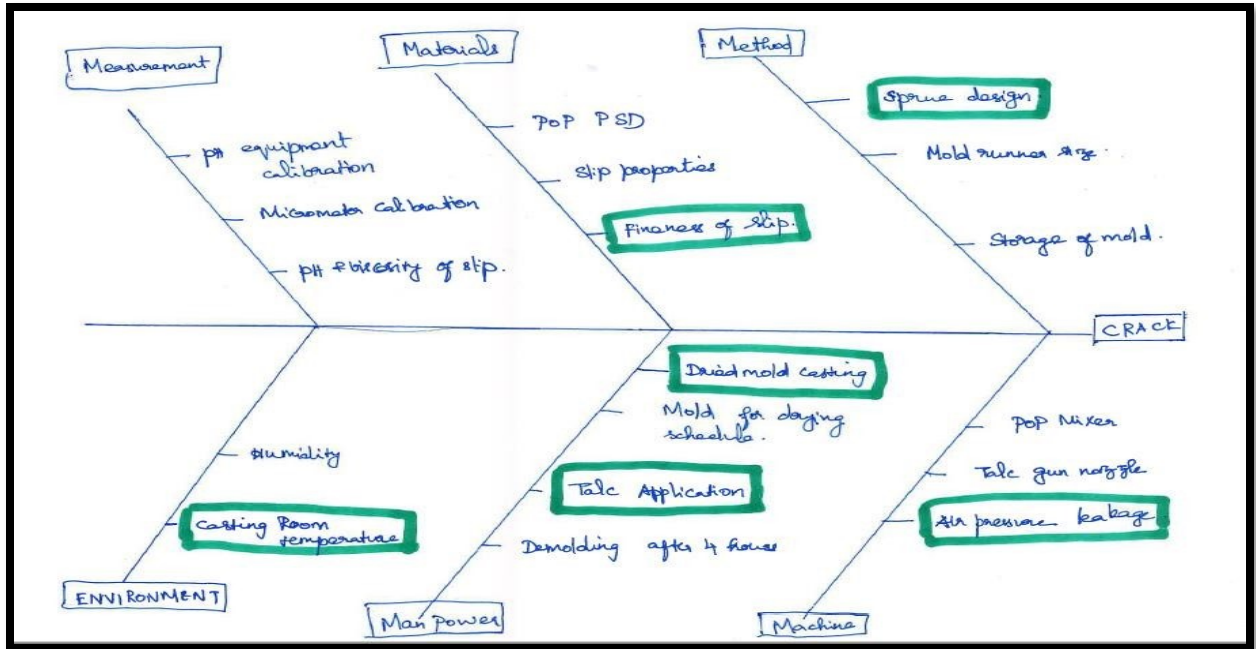 Measurement
pH equipment
calibration
Micrometer calibration
pH & viscosity of slip.
Materials
POP PSD
Slip properties
Fineness of slip.
Method
Sprue design
Mold runner size.
Storage of mold.
CRACK
Humidity
Casting Room
temperature
ENVIRONMENT
Dried mold casting
Mold for drying
schedule.
Talc Application
Demolding after 4 hours
Man power
POP Mixer
Talc gun nozzle
Air pressure leakage
Machine